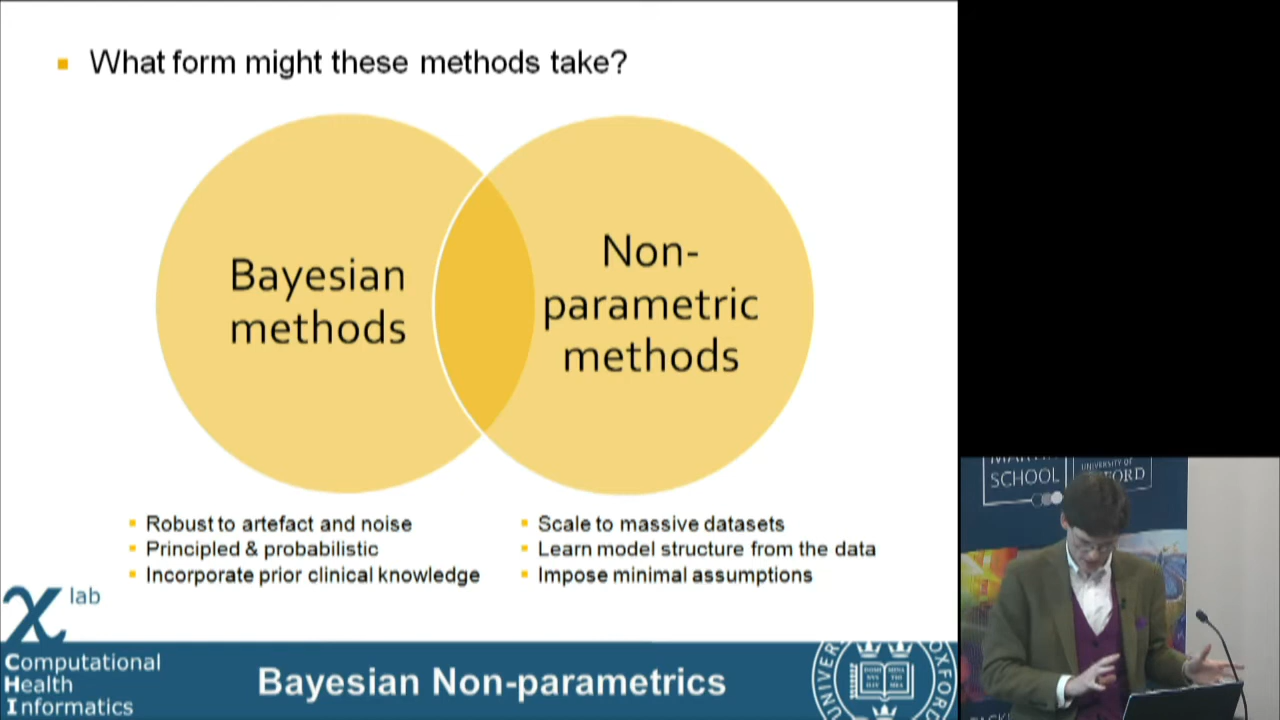 What form might these methods take?
Bayesian
methods
Non-
parametric
methods
Robust to artefact and noise
Principled & probabilistic
Incorporate prior clinical knowledge
Scale to massive datasets
Learn model structure from the data
Impose minimal assumptions
χ lab
Computational
Health
Informatics
Bayesian Non-parametrics
SCHOOL
UNIVERSITY OF